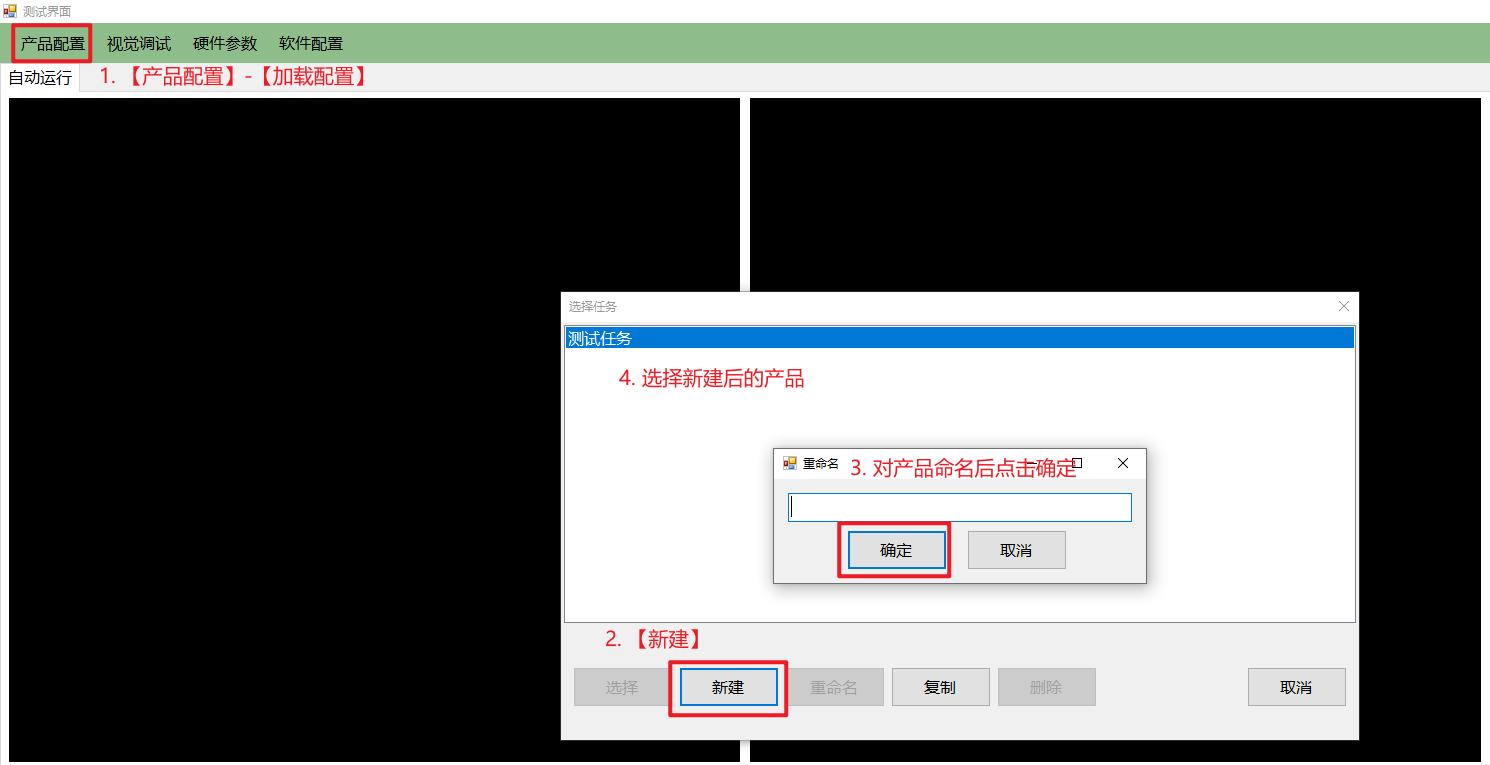 测试界面
产品配置 视觉调试 硬件参数 软件配置
自动运行 1. 【产品配置】-【加载配置】
选择任务
测试任务
4. 选择新建后的产品
重命名 3. 对产品命名后点击确定
确定 取消
2. 【新建】
选择 新建 重命名 复制 删除 取消